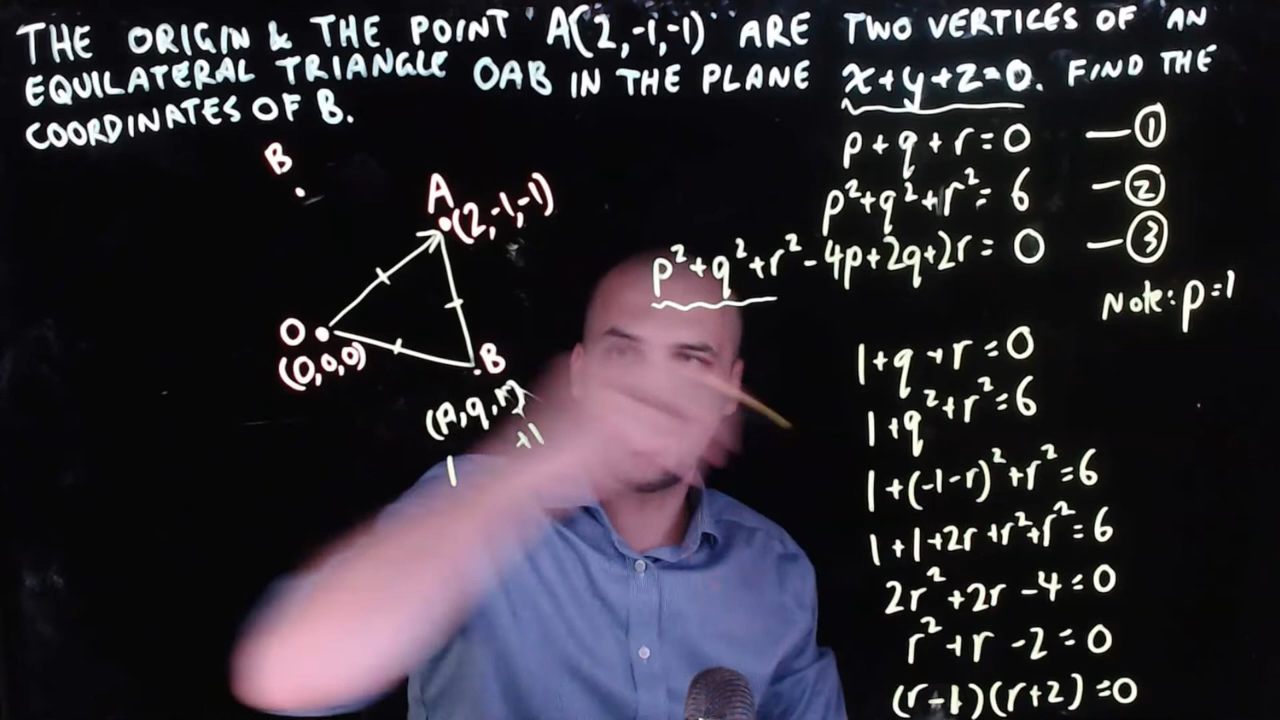 THE ORIGIN & THE POINT A(2,-1,-1) ARE TWO VERTICES OF AN
EQUILATERAL TRIANGLE OAB IN THE PLANE x+y+z=0. FIND THE
COORDINATES OF B.
p+q+r=0 —①
p²+q²+r²=6 —②
p²+q²+r²-4p+2q+2r=0 —③
Note: p=1
B
A
(2,-1,-1)
O
(0,0,0)
B
(p,q,r)
1
+1
1+q+r=0
1+q²+r²=6
1+(-1-r)²+r²=6
1+1+2r+r²+r²=6
2r²+2r-4=0
r²+r-2=0
(r-1)(r+2)=0